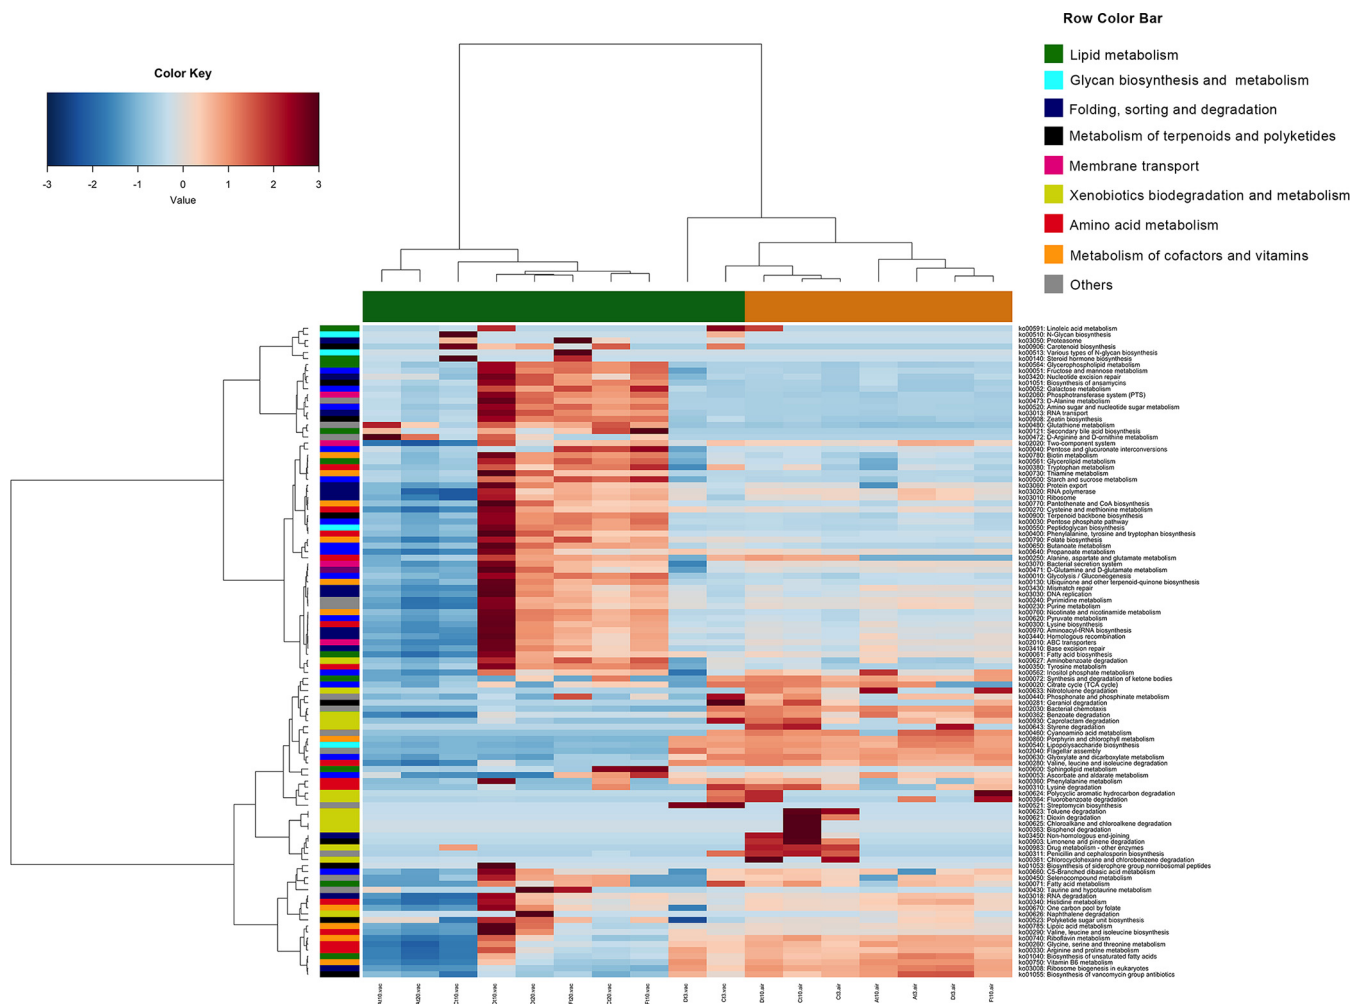 Row Color Bar
Lipid metabolism
Glycan biosynthesis and metabolism
Folding, sorting and degradation
Metabolism of terpenoids and polyketides
Membrane transport
Xenobiotics biodegradation and metabolism
Amino acid metabolism
Metabolism of cofactors and vitamins
Others
Color Key
-3 -2 -1 0 1 2 3
Value
ko00591: Linoleic acid metabolism
ko00510: N-Glycan biosynthesis
ko03050: Proteasome
ko00906: Carotenoid biosynthesis
ko00513: Various types of N-glycan biosynthesis
ko00140: Steroid hormone biosynthesis
ko00564: Glycerophospholipid metabolism
ko00051: Fructose and mannose metabolism
ko03420: Nucleotide excision repair
ko01051: Biosynthesis of ansamycins
ko00052: Galactose metabolism
ko02060: Phosphotransferase system (PTS)
ko00473: D-Alanine metabolism
ko00520: Amino sugar and nucleotide sugar metabolism
ko03013: RNA transport
ko00908: Zeatin biosynthesis
ko00480: Glutathione metabolism
ko00121: Secondary bile acid biosynthesis
ko00472: D-Arginine and D-ornithine metabolism
ko02020: Two-component system
ko00040: Pentose and glucuronate interconversions
ko00780: Biotin metabolism
ko00561: Glycerolipid metabolism
ko00380: Tryptophan metabolism
ko00730: Thiamine metabolism
ko00500: Starch and sucrose metabolism
ko03060: Protein export
ko03020: RNA polymerase
ko03010: Ribosome
ko00770: Pantothenate and CoA biosynthesis
ko00270: Cysteine and methionine metabolism
ko00900: Terpenoid backbone biosynthesis
ko00030: Pentose phosphate pathway
ko00550: Peptidoglycan biosynthesis
ko00400: Phenylalanine, tyrosine and tryptophan biosynthesis
ko00790: Folate biosynthesis
ko00650: Butanoate metabolism
ko00640: Propanoate metabolism
ko00250: Alanine, aspartate and glutamate metabolism
ko03070: Bacterial secretion system
ko00471: D-Glutamine and D-glutamate metabolism
ko00010: Glycolysis / Gluconeogenesis
ko00130: Ubiquinone and other terpenoid-quinone biosynthesis
ko03430: Mismatch repair
ko03030: DNA replication
ko00240: Pyrimidine metabolism
ko00230: Purine metabolism
ko00760: Nicotinate and nicotinamide metabolism
ko00620: Pyruvate metabolism
ko00300: Lysine biosynthesis
ko00970: Aminoacyl-tRNA biosynthesis
ko03440: Homologous recombination
ko02010: ABC transporters
ko03410: Base excision repair
ko00061: Fatty acid biosynthesis
ko00627: Aminobenzoate degradation
ko00350: Tyrosine metabolism
ko00562: Inositol phosphate metabolism
ko00072: Synthesis and degradation of ketone bodies
ko00020: Citrate cycle (TCA cycle)
ko00633: Nitrotoluene degradation
ko00440: Phosphonate and phosphinate metabolism
ko00281: Geraniol degradation
ko02030: Bacterial chemotaxis
ko00362: Benzoate degradation
ko00930: Caprolactam degradation
ko00643: Styrene degradation
ko00460: Cyanoamino acid metabolism
ko00860: Porphyrin and chlorophyll metabolism
ko00540: Lipopolysaccharide biosynthesis
ko02040: Flagellar assembly
ko00630: Glyoxylate and dicarboxylate metabolism
ko00280: Valine, leucine and isoleucine degradation
ko00600: Sphingolipid metabolism
ko00053: Ascorbate and aldarate metabolism
ko00360: Phenylalanine metabolism
ko00310: Lysine degradation
ko00624: Polycyclic aromatic hydrocarbon degradation
ko00364: Fluorobenzoate degradation
ko00521: Streptomycin biosynthesis
ko00623: Toluene degradation
ko00621: Dioxin degradation
ko00625: Chloroalkane and chloroalkene degradation
ko00363: Bisphenol degradation
ko03450: Non-homologous end-joining
ko00903: Limonene and pinene degradation
ko00983: Drug metabolism - other enzymes
ko00311: Penicillin and cephalosporin biosynthesis
ko00361: Chlorocyclohexane and chlorobenzene degradation
ko01053: Biosynthesis of siderophore group nonribosomal peptides
ko00660: C5-Branched dibasic acid metabolism
ko00450: Selenocompound metabolism
ko00071: Fatty acid metabolism
ko00430: Taurine and hypotaurine metabolism
ko03018: RNA degradation
ko00340: Histidine metabolism
ko00670: One carbon pool by folate
ko00626: Naphthalene degradation
ko00523: Polyketide sugar unit biosynthesis
ko00785: Lipoic acid metabolism
ko00290: Valine, leucine and isoleucine biosynthesis
ko00740: Riboflavin metabolism
ko00260: Glycine, serine and threonine metabolism
ko00330: Arginine and proline metabolism
ko01040: Biosynthesis of unsaturated fatty acids
ko00750: Vitamin B6 metabolism
ko03008: Ribosome biogenesis in eukaryotes
ko01055: Biosynthesis of vancomycin group antibiotics